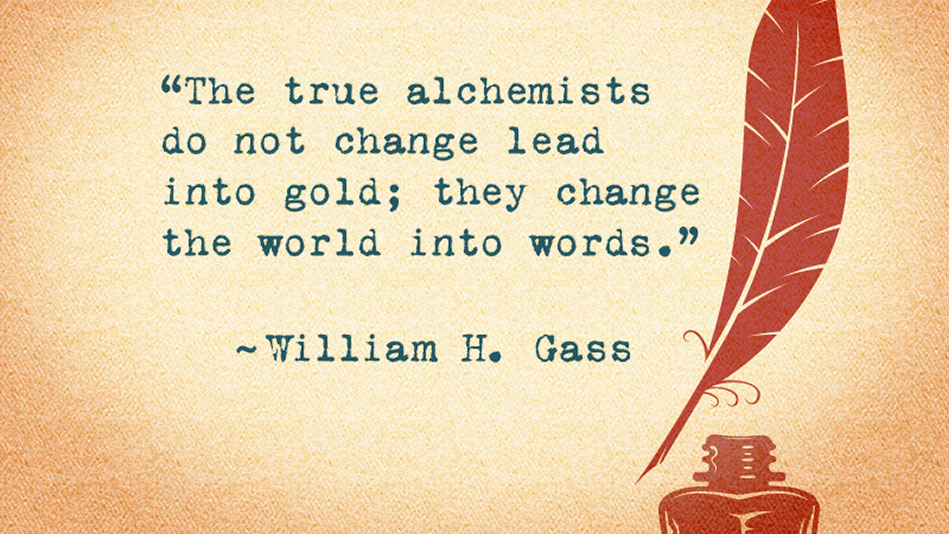 “The true alchemists
do not change lead
into gold; they change
the world into words.”
~William H. Gass